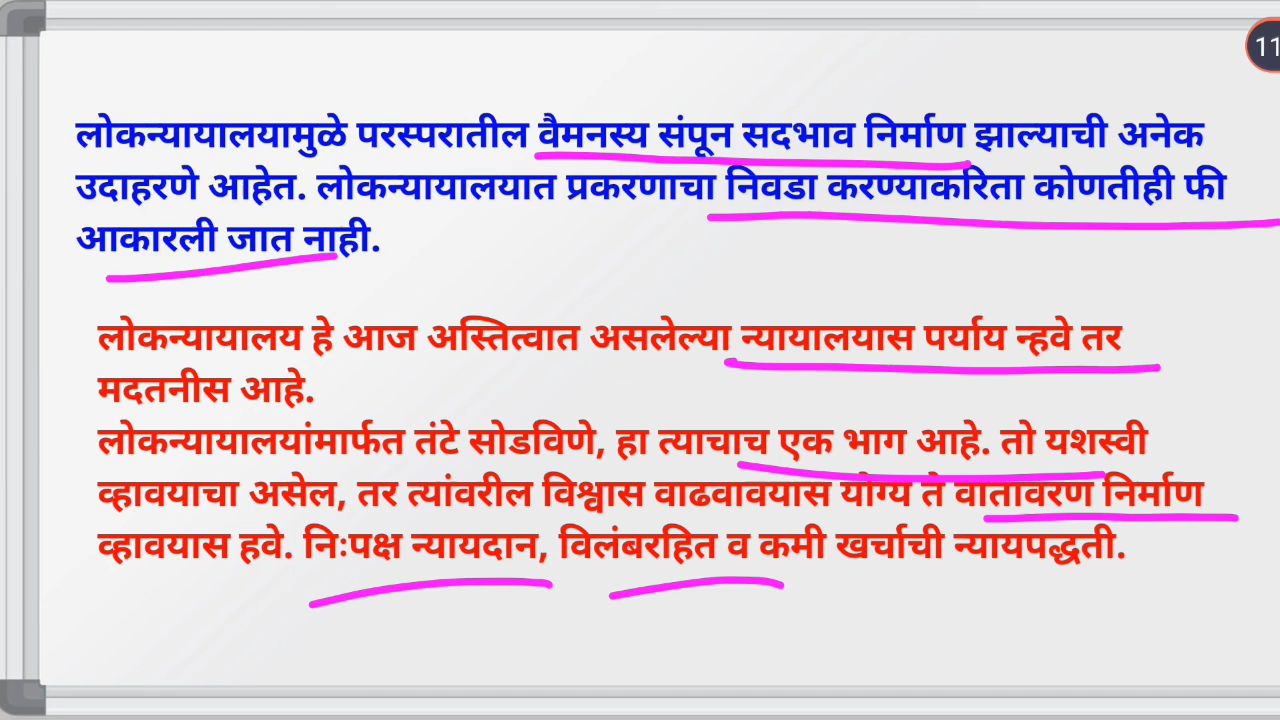 11
लोकन्यायालयामुळे परस्परातील वैमनस्य संपून सदभाव निर्माण झाल्याची अनेक
उदाहरणे आहेत. लोकन्यायालयात प्रकरणाचा निवडा करण्याकरिता कोणतीही फी
आकारली जात नाही.
लोकन्यायालय हे आज अस्तित्वात असलेल्या न्यायालयास पर्याय न्हवे तर
मदतनीस आहे.
लोकन्यायालयांमार्फत तंटे सोडविणे, हा त्याचाच एक भाग आहे. तो यशस्वी
व्हावयाचा असेल, तर त्यांवरील विश्वास वाढवावयास योग्य ते वातावरण निर्माण
व्हावयास हवे. निःपक्ष न्यायदान, विलंबरहित व कमी खर्चाची न्यायपद्धती.